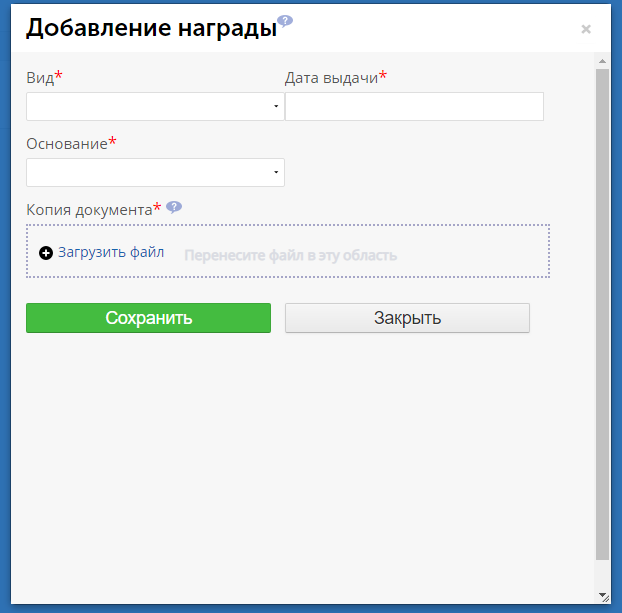 Добавление награды?
×
Вид* Дата выдачи*
Основание*
Копия документа* ?
Загрузить файл Перенесите файл в эту область
Сохранить Закрыть